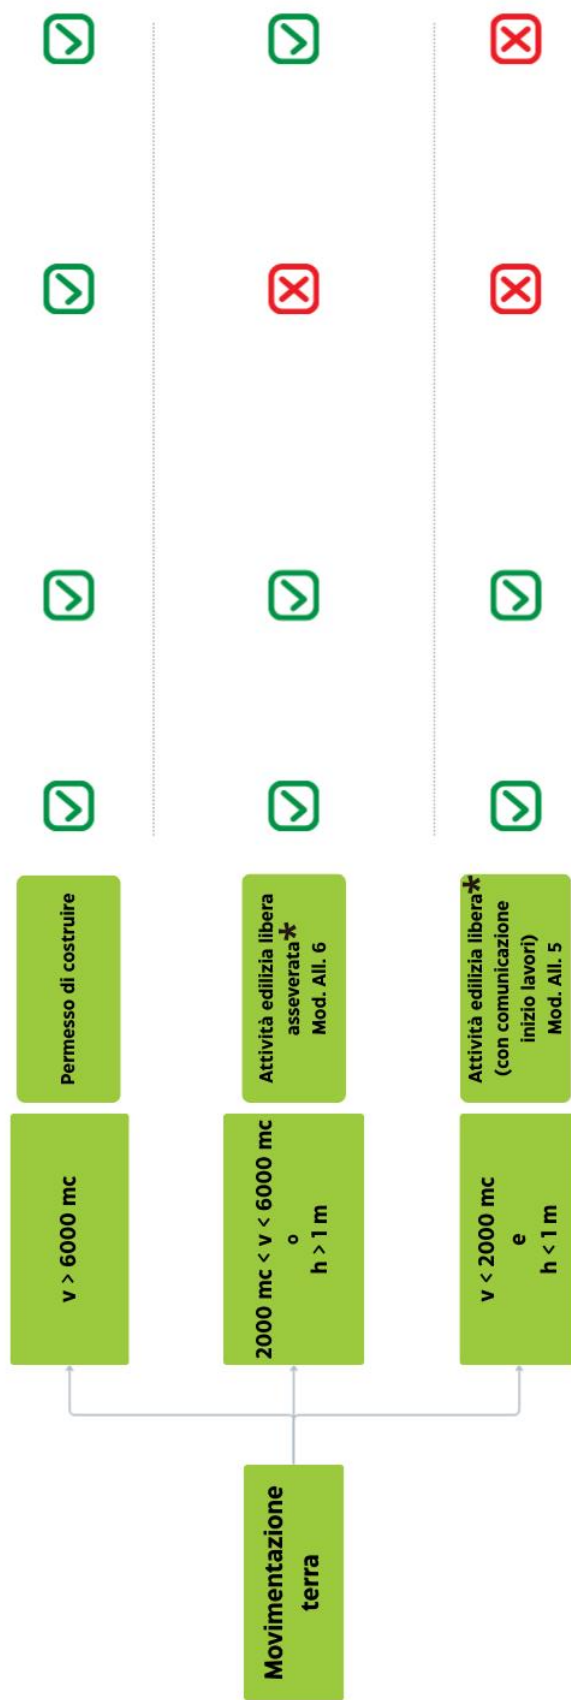 Movimentazione
terra
v > 6000 mc
Permesso di costruire
2000 mc < v < 6000 mc
o
h > 1 m
Attività edilizia libera
asseverata*
Mod. All. 6
v < 2000 mc
e
h < 1 m
Attività edilizia libera*
(con comunicazione
inizio lavori)
Mod. All. 5